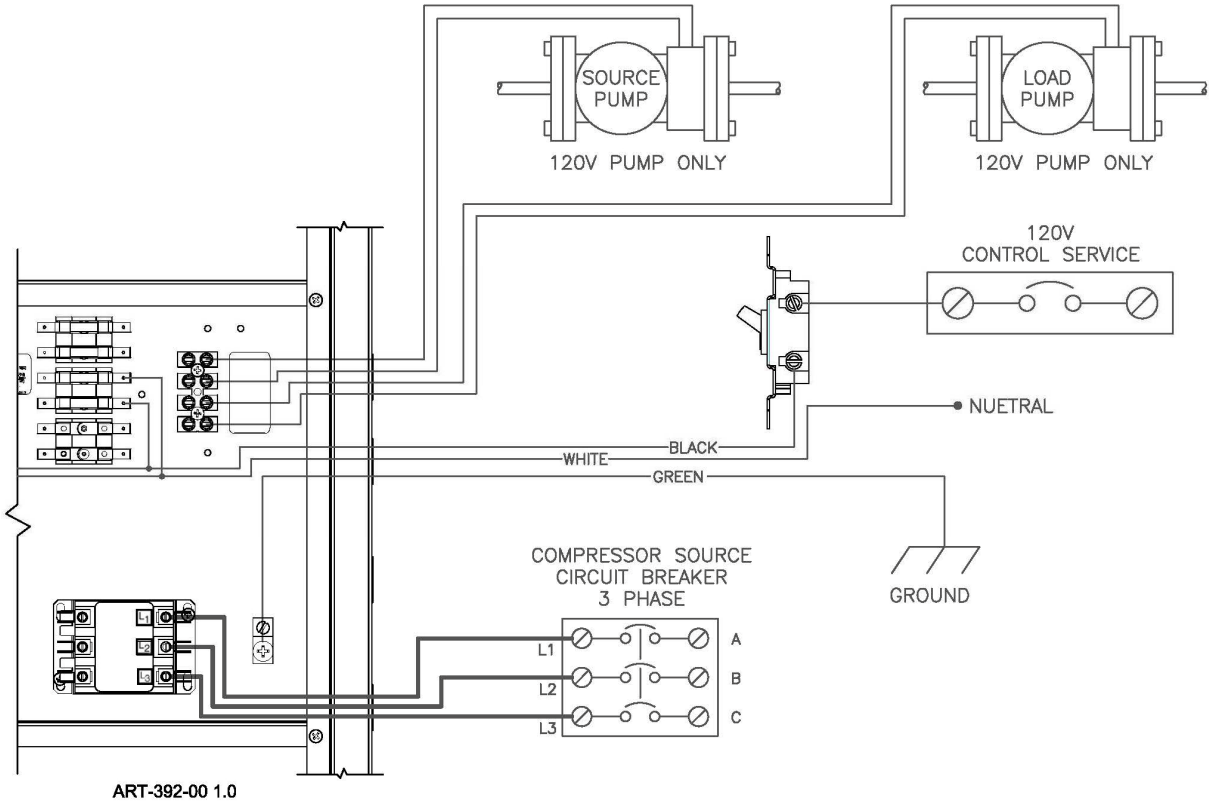 SOURCE
PUMP
LOAD
PUMP
120V PUMP ONLY
120V PUMP ONLY
120V
CONTROL SERVICE
NUETRAL
BLACK
WHITE
GREEN
COMPRESSOR SOURCE
CIRCUIT BREAKER
3 PHASE
GROUND
L1
L2
L3
L1
A
L2
B
L3
C
ART-392-00 1.0